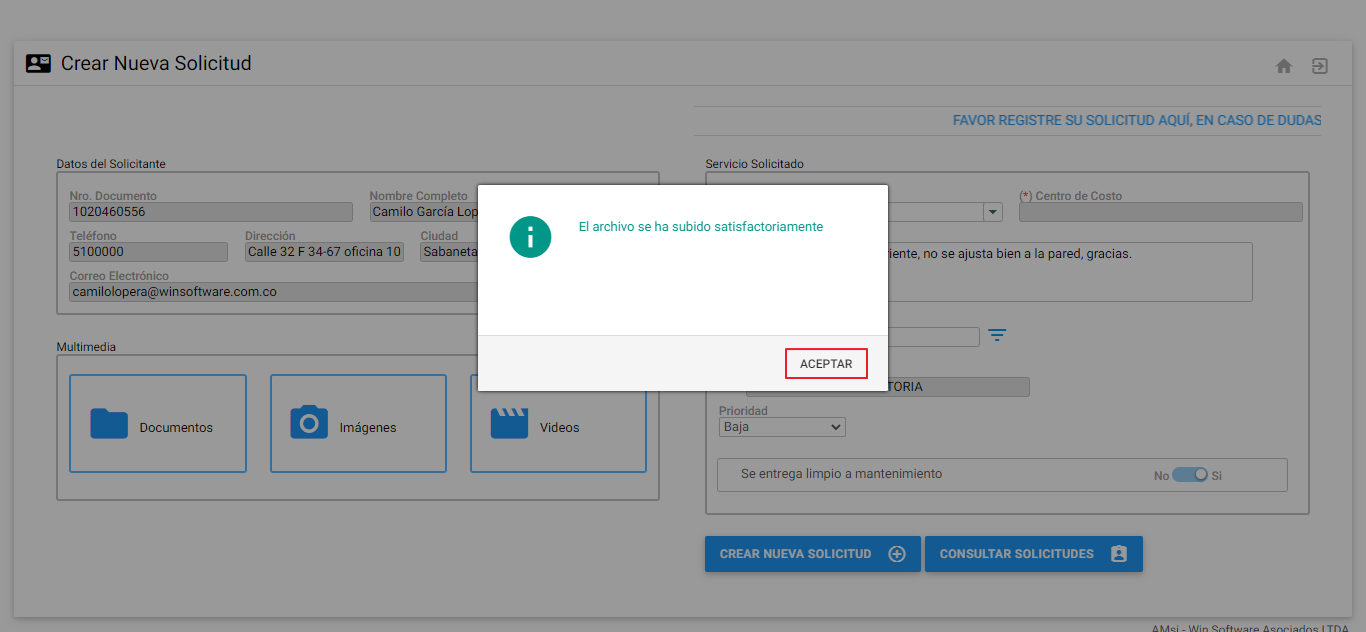 Crear Nueva Solicitud
FAVOR REGISTRE SU SOLICITUD AQUÍ, EN CASO DE DUDAS
Datos del Solicitante
Nro. Documento
Nombre Completo
1020460556
Camilo García Lop
Teléfono
Dirección
Ciudad
5100000
Calle 32 F 34-67 oficina 10
Sabaneta
Correo Electrónico
camilolopera@winsoftware.com.co
Multimedia
Documentos
Imágenes
Videos
El archivo se ha subido satisfactoriamente
ACEPTAR
Servicio Solicitado
(*) Centro de Costo
iente, no se ajusta bien a la pared, gracias.
TORIA
Prioridad
Baja
Se entrega limpio a mantenimiento
No
Si
CREAR NUEVA SOLICITUD
CONSULTAR SOLICITUDES
AMsi - Win Software Asociados LTDA